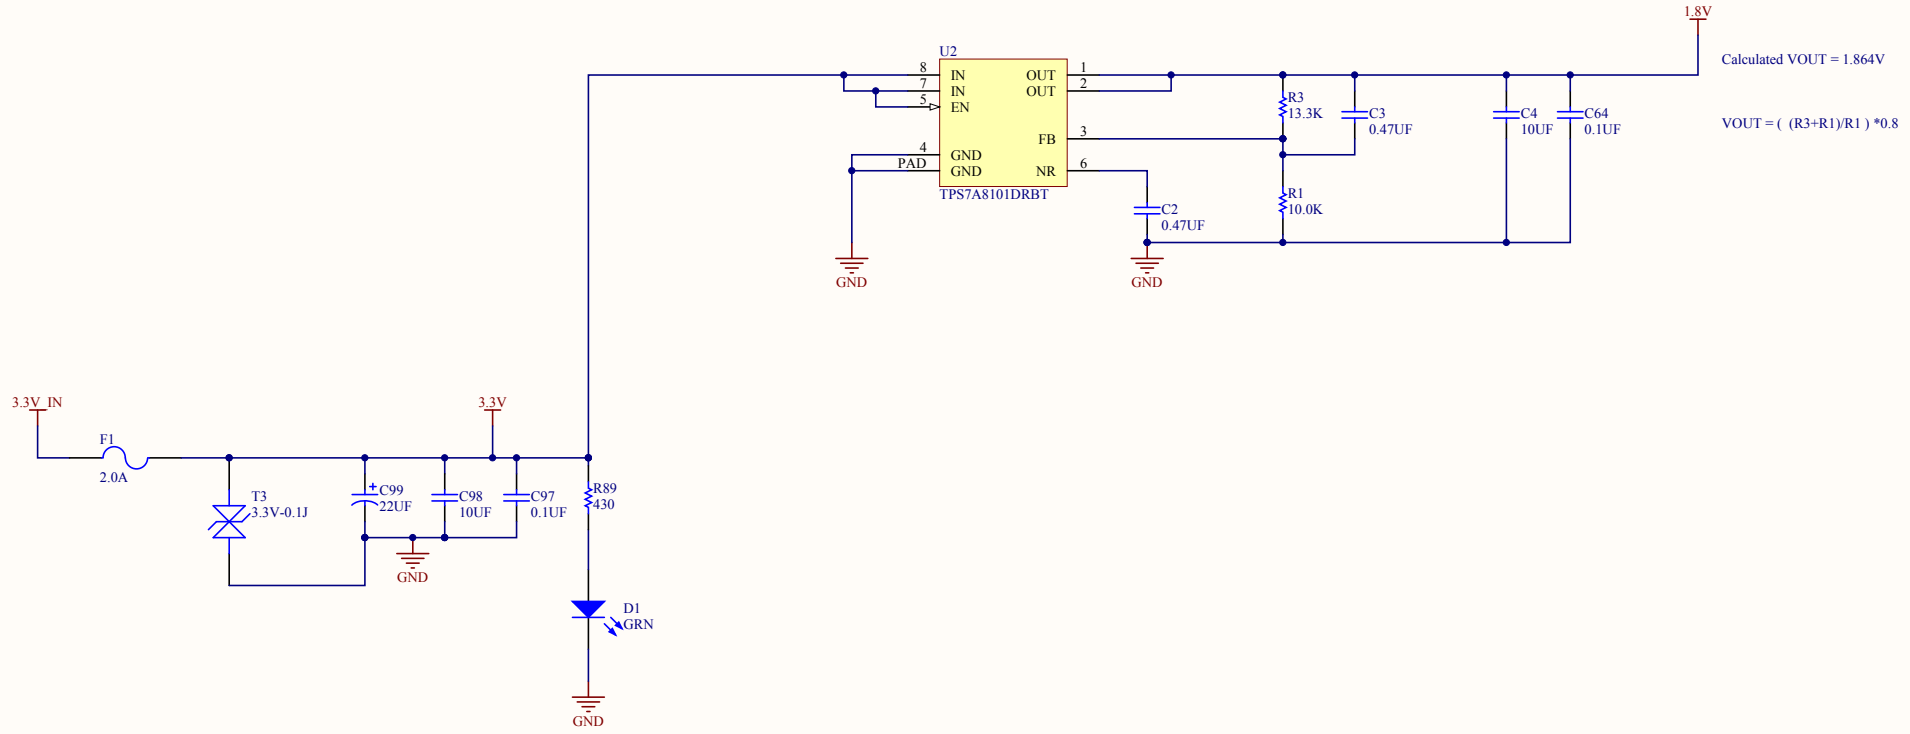 1.8V
U2
Calculated VOUT = 1.864V
8 IN OUT 1
7 IN OUT 2
5 EN
R3
13.3K
C3
0.47UF
C4
10UF
C64
0.1UF
VOUT = ( (R3+R1)/R1 ) *0.8
FB 3
4 GND
PAD GND NR 6
TPS7A8101DRBT
R1
10.0K
C2
0.47UF
GND
GND
3.3V_IN
3.3V
F1
2.0A
T3
3.3V-0.1J
C99
22UF
C98
10UF
C97
0.1UF
R89
430
GND
D1
GRN
GND